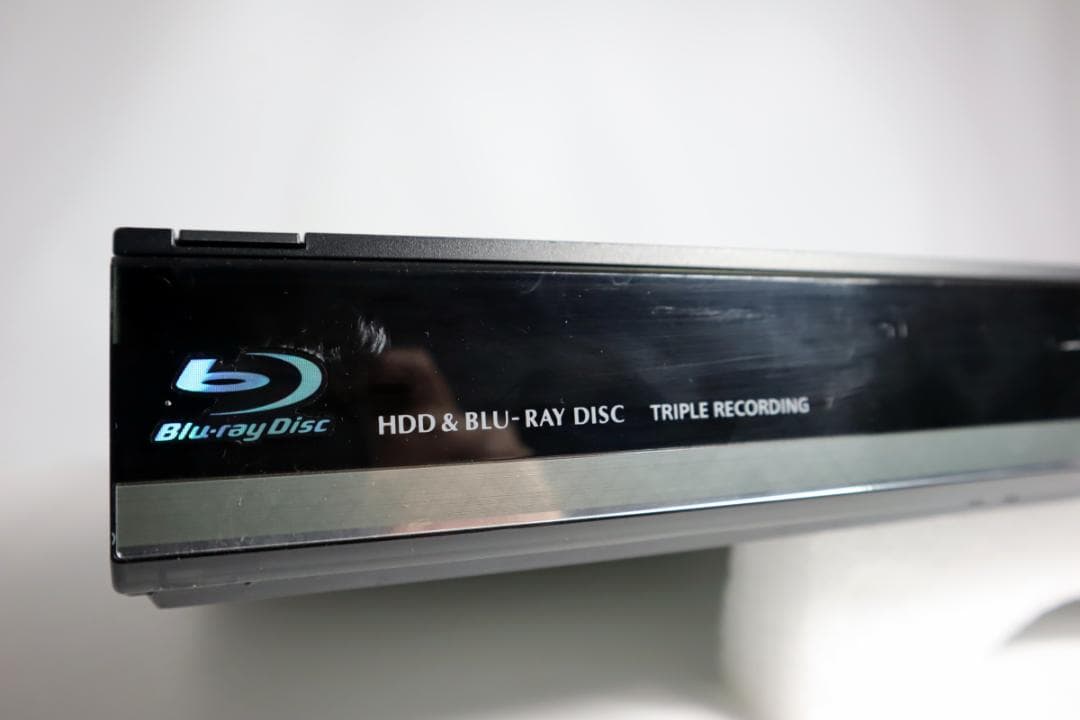 Blu-ray Disc
HDD & BLU-RAY DISC TRIPLE RECORDING